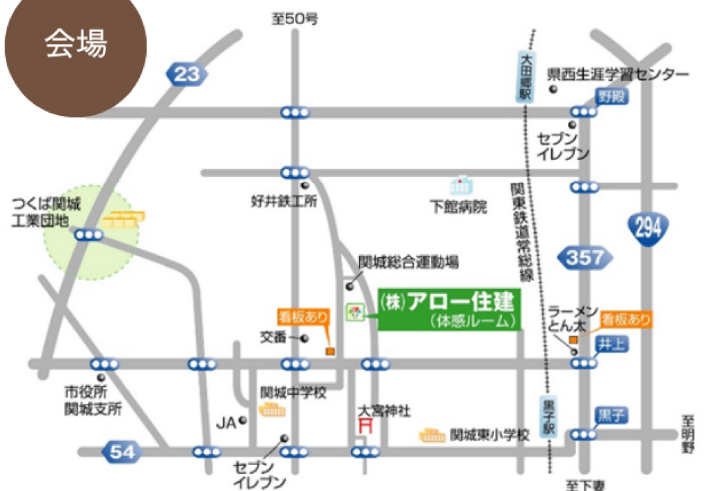 会場
至50号
23
大田郷駅
県西生涯学習センター
野殿
セブン
イレブン
好井鉄工所
下館病院
関東鉄道常総線
つくば関城
工業団地
294
357
関城総合運動場
(株)アロー住建
(体感ルーム)
看板あり
交番
ラーメン
とん太
看板あり
井上
市役所
関城支所
関城中学校
JA
大宮神社
黒子駅
黒子
関城東小学校
至明野
54
セブン
イレブン
至下妻